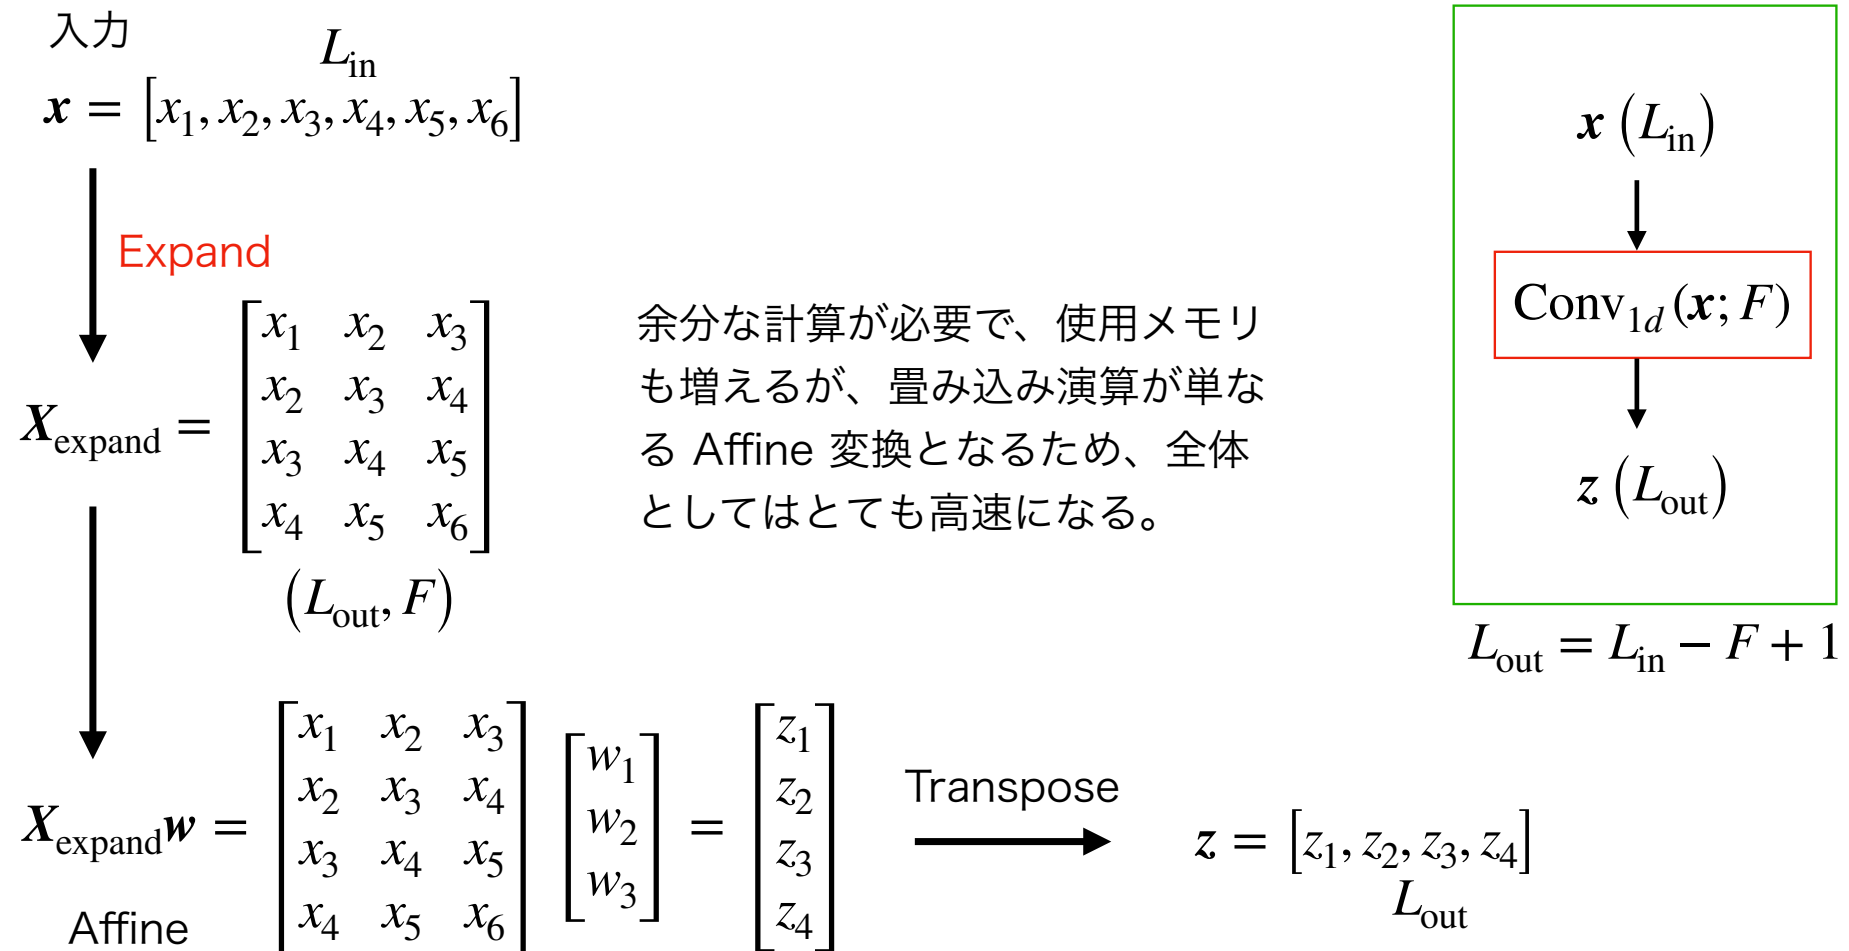 入力
L_in
x = [x_1, x_2, x_3, x_4, x_5, x_6]
Expand
X_expand =
x_1 x_2 x_3
x_2 x_3 x_4
x_3 x_4 x_5
x_4 x_5 x_6
(L_out, F)
余分な計算が必要で、使用メモリ
も増えるが、畳み込み演算が単な
る Affine 変換となるため、全体
としてはとても高速になる。
x (L_in)
Conv_1d (x; F)
z (L_out)
L_out = L_in − F + 1
X_expand w =
x_1 x_2 x_3
x_2 x_3 x_4
x_3 x_4 x_5
x_4 x_5 x_6
w_1
w_2
w_3
=
z_1
z_2
z_3
z_4
Affine
Transpose
z = [z_1, z_2, z_3, z_4]
L_out